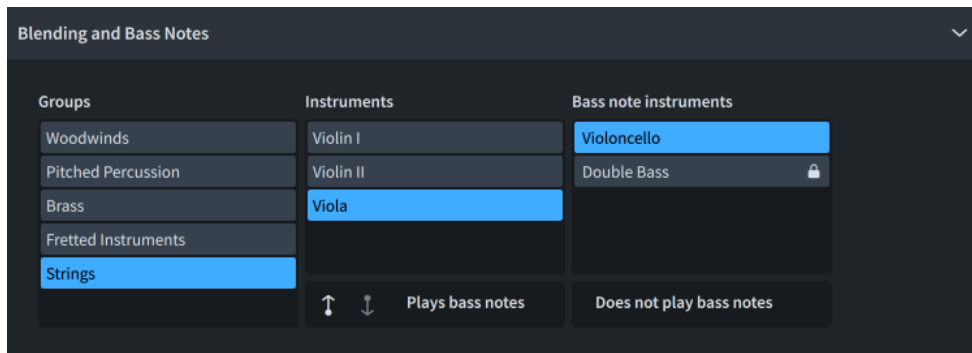 Blending and Bass Notes
Groups
Instruments
Bass note instruments
Woodwinds
Violin I
Violoncello
Pitched Percussion
Violin II
Double Bass
Brass
Viola
Fretted Instruments
Strings
Plays bass notes
Does not play bass notes